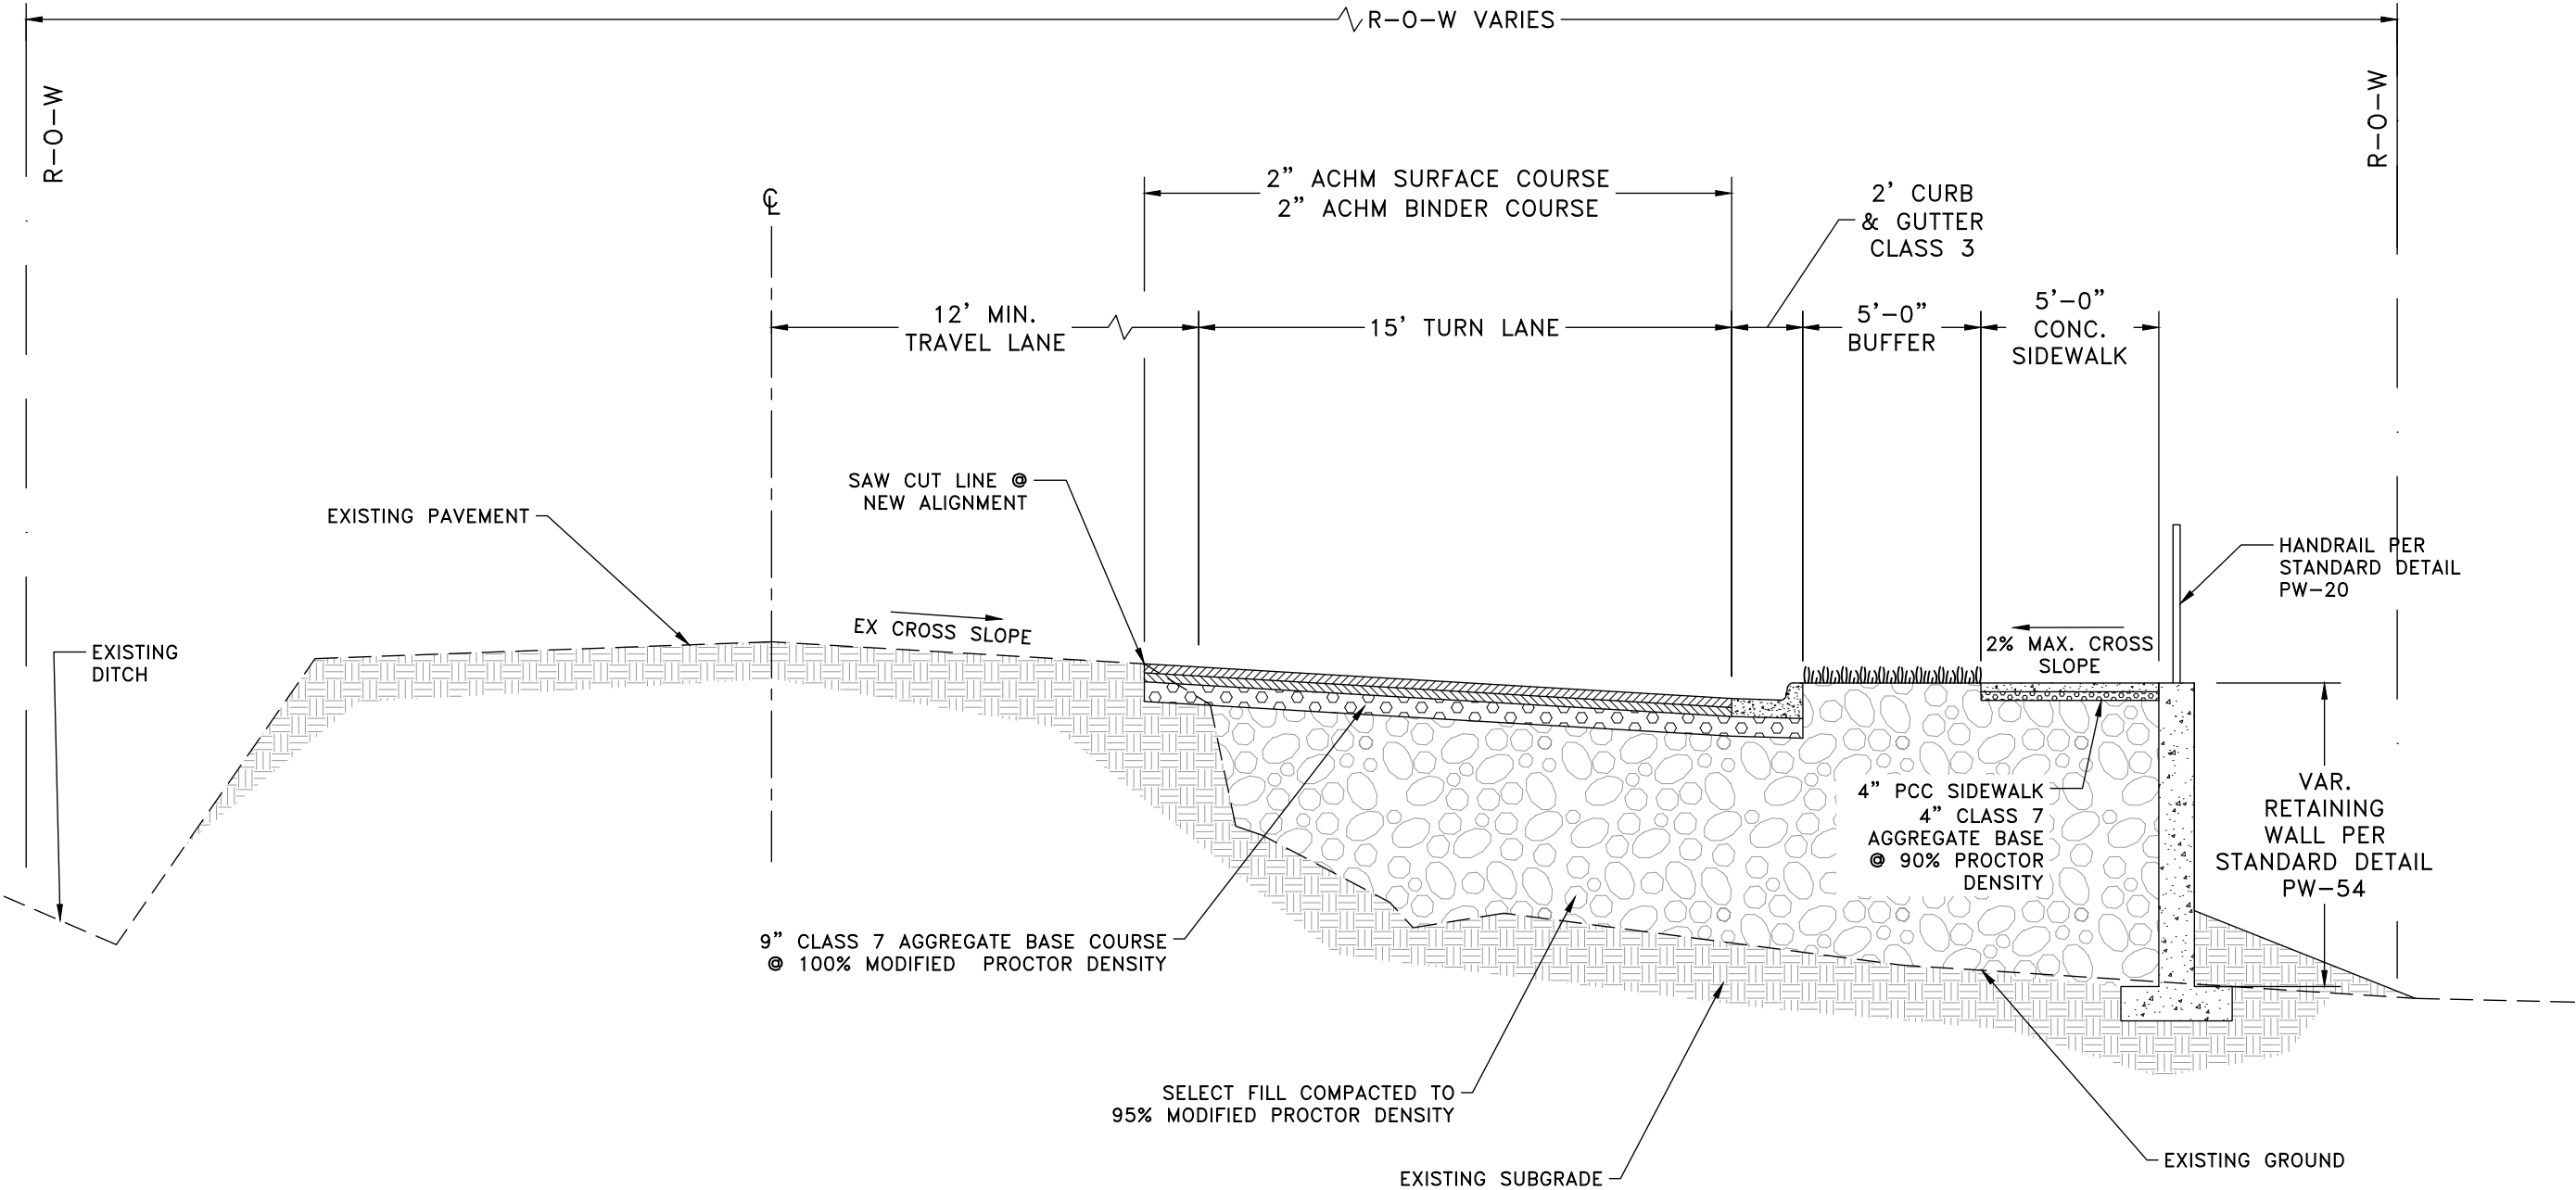 R-O-W VARIES
R-O-W
R-O-W
℄
2” ACHM SURFACE COURSE
2” ACHM BINDER COURSE
2’ CURB
& GUTTER
CLASS 3
12’ MIN.
TRAVEL LANE
15’ TURN LANE
5’-0”
BUFFER
5’-0”
CONC.
SIDEWALK
SAW CUT LINE @
NEW ALIGNMENT
EXISTING PAVEMENT
HANDRAIL PER
STANDARD DETAIL
PW-20
EX CROSS SLOPE
EXISTING
DITCH
2% MAX. CROSS
SLOPE
4” PCC SIDEWALK
4” CLASS 7
AGGREGATE BASE
@ 90% PROCTOR
DENSITY
VAR.
RETAINING
WALL PER
STANDARD DETAIL
PW-54
9” CLASS 7 AGGREGATE BASE COURSE
@ 100% MODIFIED PROCTOR DENSITY
SELECT FILL COMPACTED TO
95% MODIFIED PROCTOR DENSITY
EXISTING GROUND
EXISTING SUBGRADE